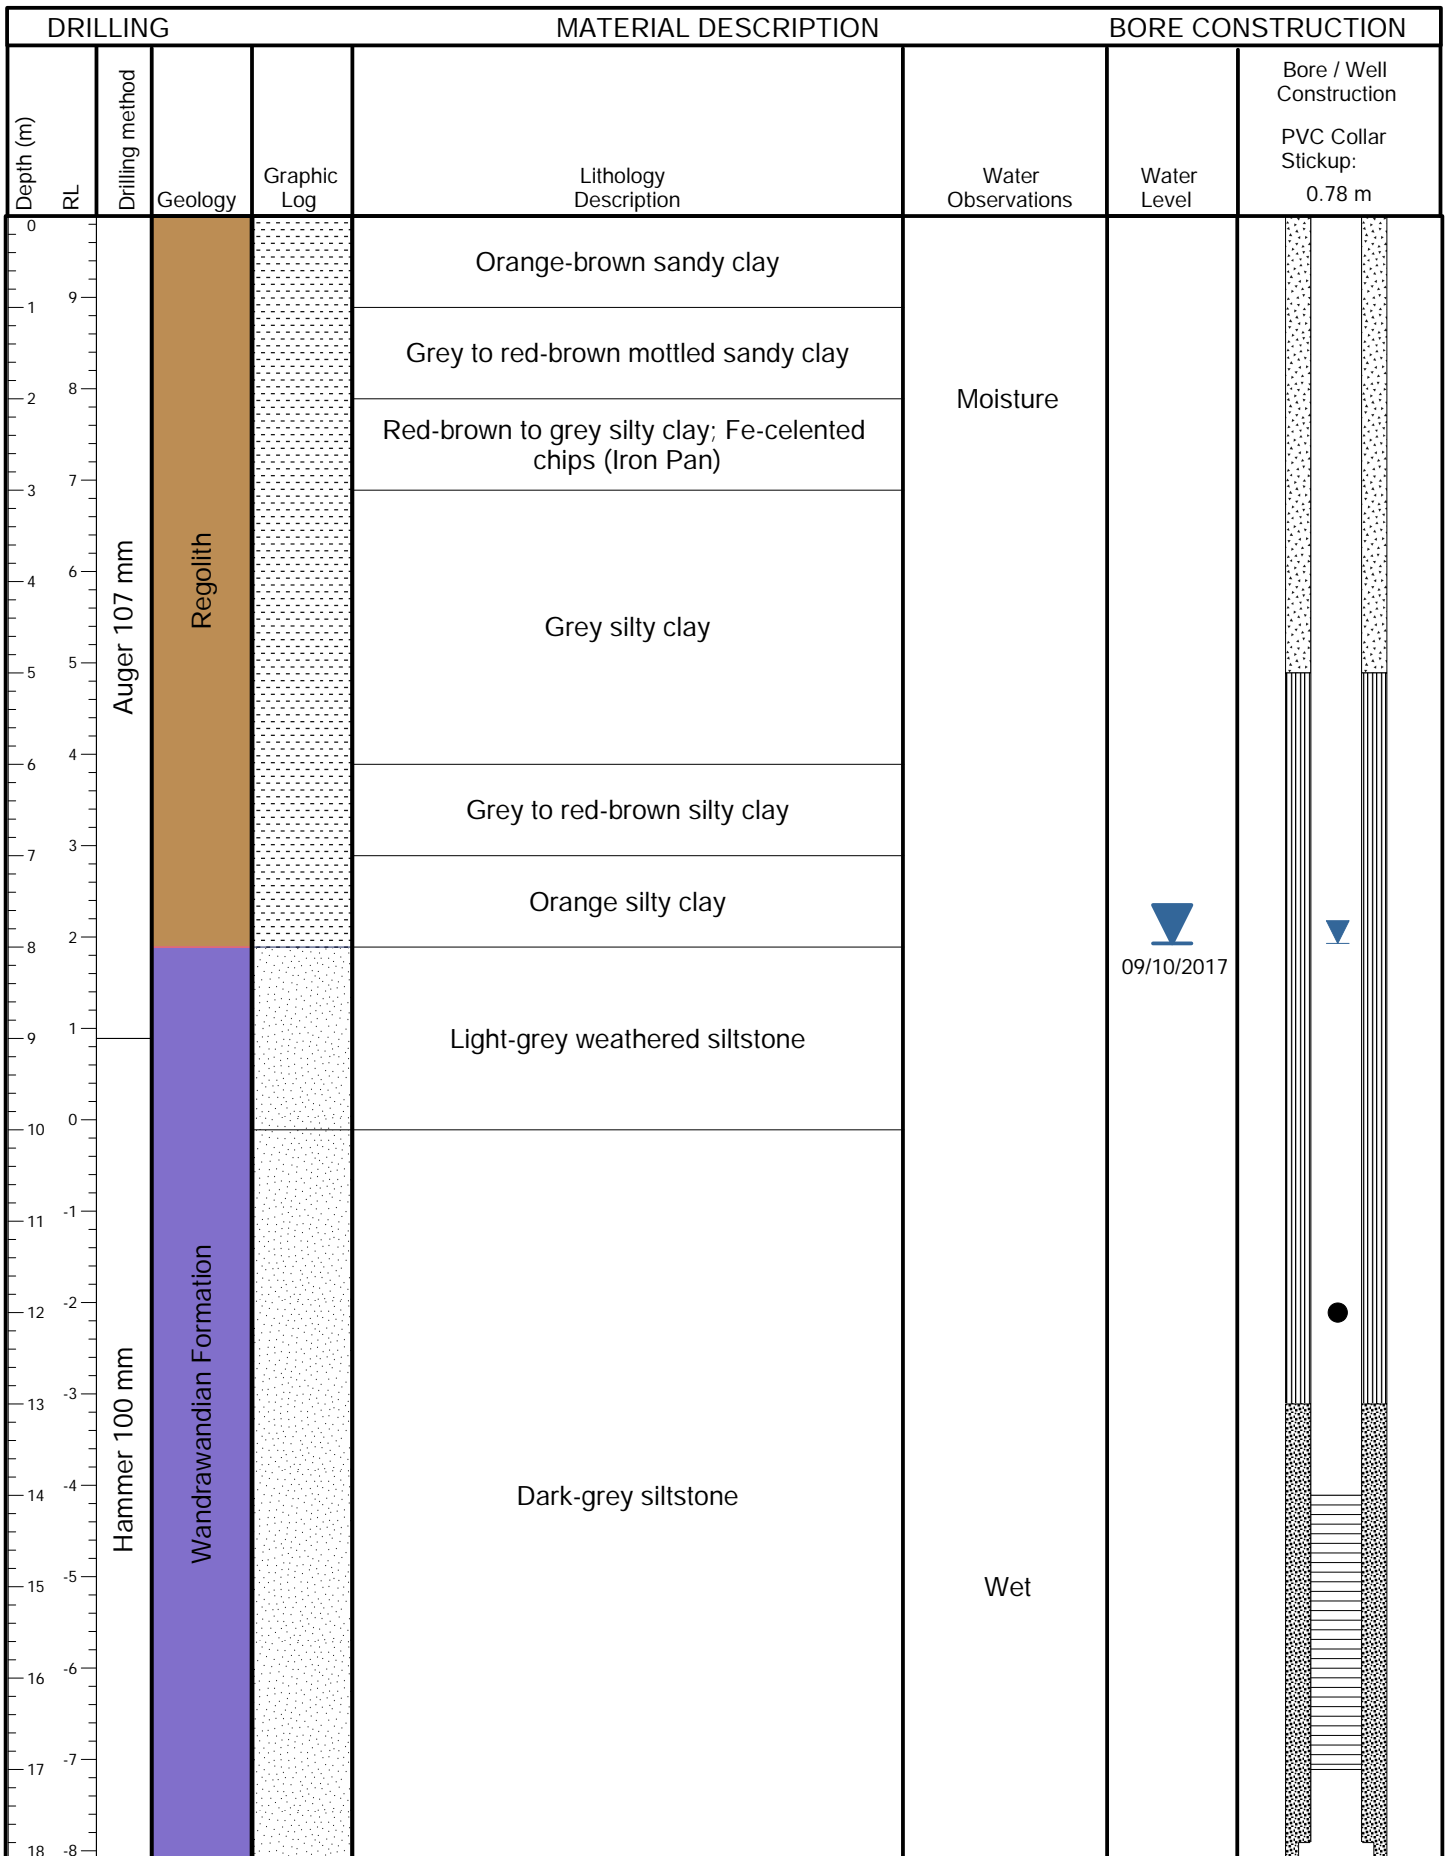 DRILLING
MATERIAL DESCRIPTION
BORE CONSTRUCTION
Depth (m)
RL
Drilling method
Geology
Graphic
Log
Lithology
Description
Water
Observations
Water
Level
Bore / Well
Construction
PVC Collar
Stickup:
0.78 m
0
1
2
3
4
5
6
7
8
9
10
11
12
13
14
15
16
17
18
9
8
7
6
5
4
3
2
1
0
-1
-2
-3
-4
-5
-6
-7
-8
Auger 107 mm
Hammer 100 mm
Regolith
Wandrawandian Formation
Orange-brown sandy clay
Grey to red-brown mottled sandy clay
Red-brown to grey silty clay; Fe-celented
chips (Iron Pan)
Grey silty clay
Grey to red-brown silty clay
Orange silty clay
Light-grey weathered siltstone
Dark-grey siltstone
Moisture
Wet
09/10/2017